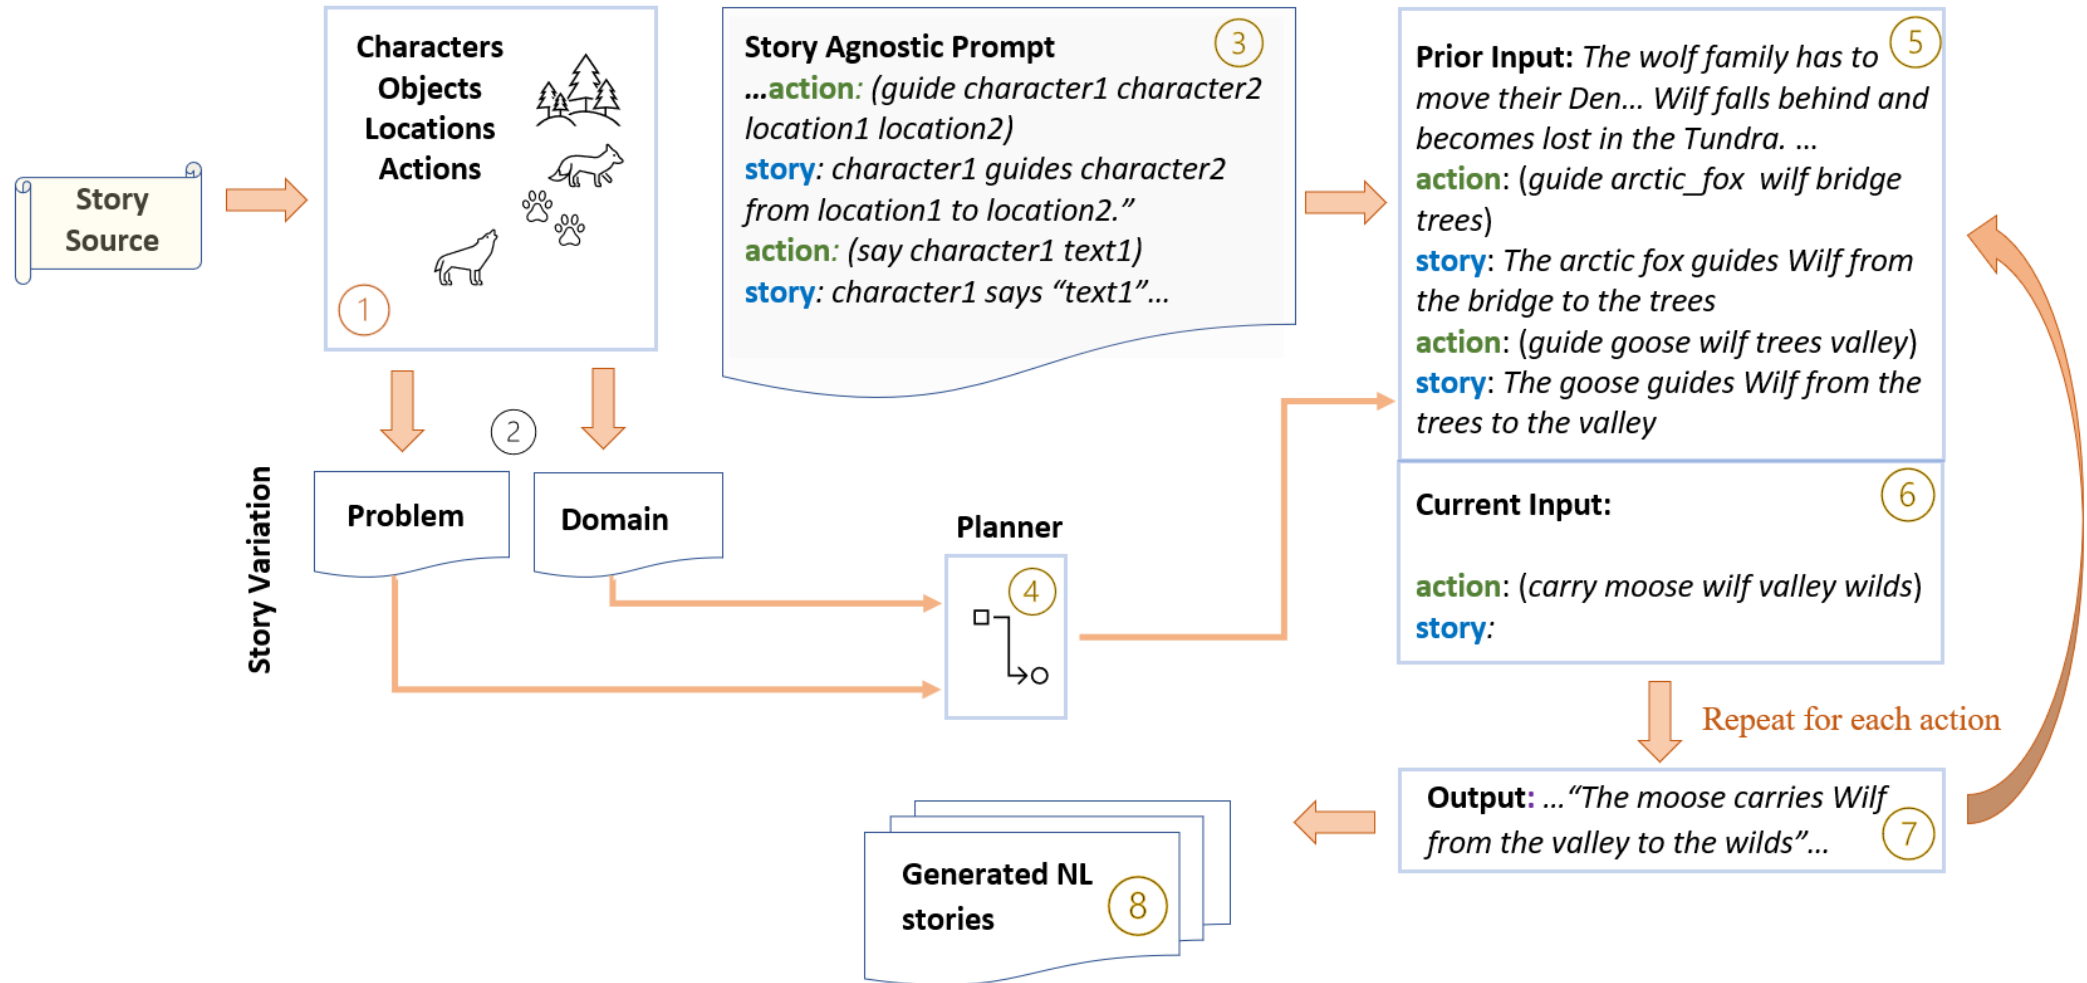 Story
Source
Characters
Objects
Locations
Actions
1
2
Story Variation
Problem
Domain
Story Agnostic Prompt
3
...action: (guide character1 character2
location1 location2)
story: character1 guides character2
from location1 to location2.”
action: (say character1 text1)
story: character1 says “text1”...
Planner
4
Prior Input: The wolf family has to
5
move their Den... Wilf falls behind and
becomes lost in the Tundra. ...
action: (guide arctic_fox wilf bridge
trees)
story: The arctic fox guides Wilf from
the bridge to the trees
action: (guide goose wilf trees valley)
story: The goose guides Wilf from the
trees to the valley
Current Input:
6
action: (carry moose wilf valley wilds)
story:
Repeat for each action
Output: ...“The moose carries Wilf
from the valley to the wilds”...
7
Generated NL
stories
8